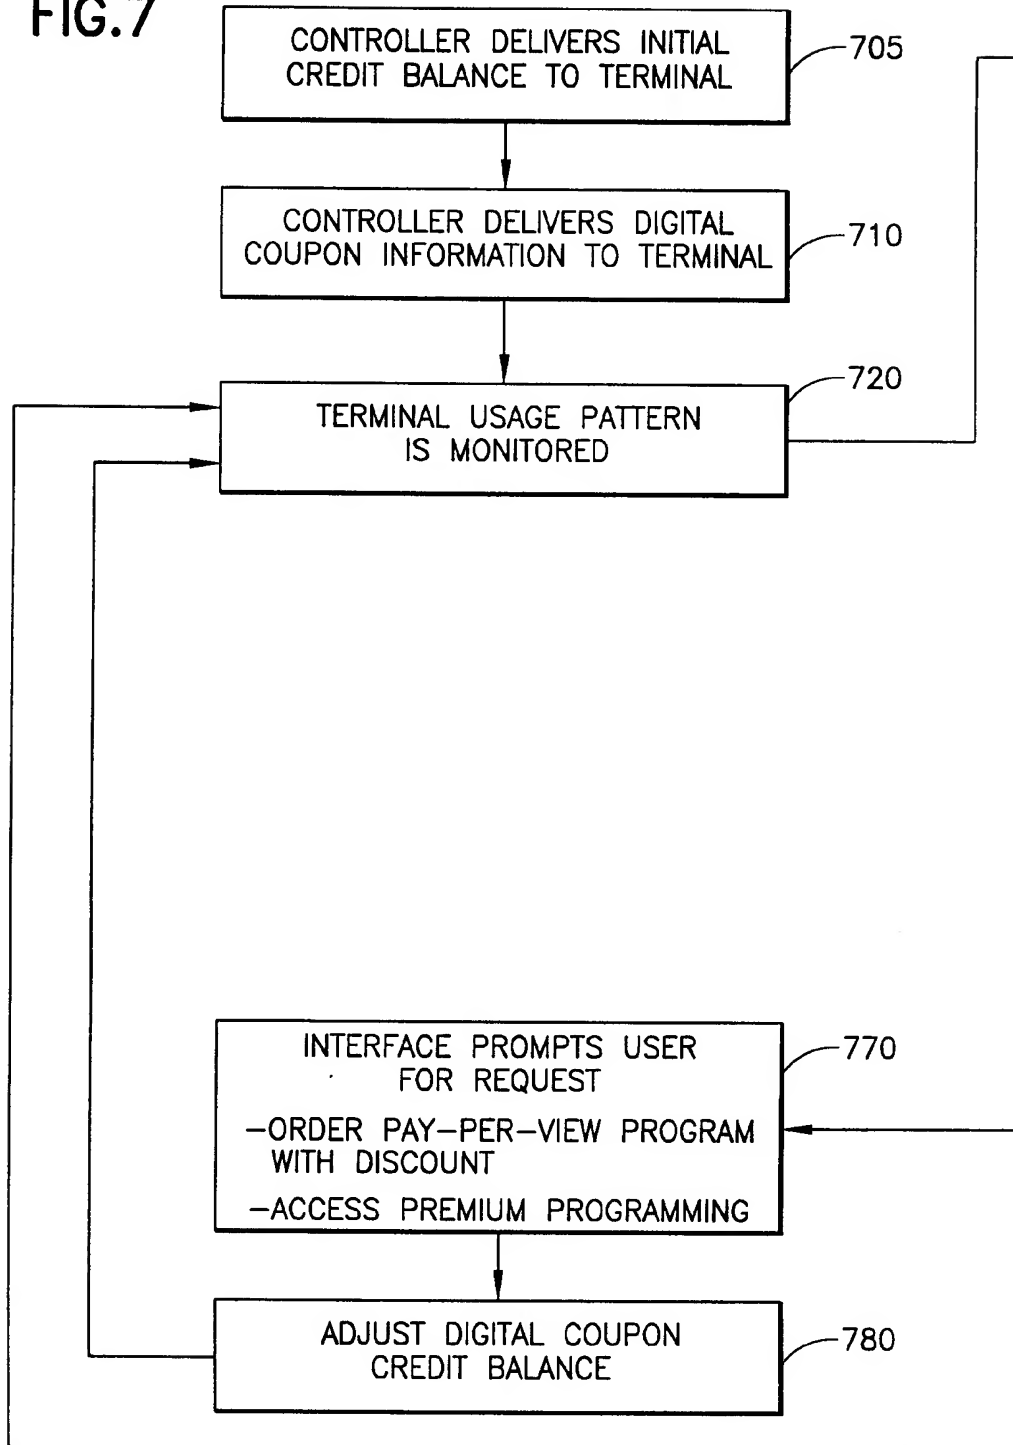 FIG.7
CONTROLLER DELIVERS INITIAL
CREDIT BALANCE TO TERMINAL
705
CONTROLLER DELIVERS DIGITAL
COUPON INFORMATION TO TERMINAL
710
TERMINAL USAGE PATTERN
IS MONITORED
720
INTERFACE PROMPTS USER
FOR REQUEST
-ORDER PAY-PER-VIEW PROGRAM
WITH DISCOUNT
-ACCESS PREMIUM PROGRAMMING
770
ADJUST DIGITAL COUPON
CREDIT BALANCE
780